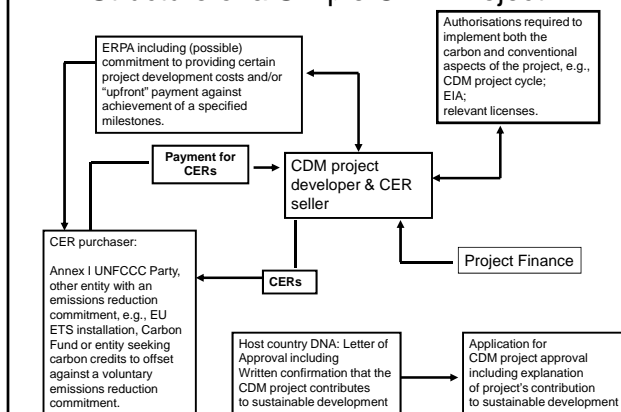 ERPA including (possible)
commitment to providing certain
project development costs and/or
"upfront" payment against
achievement of a specified
milestones.
Authorisations required to
implement both the
carbon and conventional
aspects of the project, e.g.,
CDM project cycle;
EIA;
relevant licenses.
Payment for
CERs
CDM project
developer & CER
seller
CER purchaser:
Annex I UNFCCC Party,
other entity with an
emissions reduction
commitment, e.g., EU
ETS installation, Carbon
Fund or entity seeking
carbon credits to offset
against a voluntary
emissions reduction
commitment.
CERs
Project Finance
Host country DNA: Letter of
Approval including
Written confirmation that the
CDM project contributes
to sustainable development
Application for
CDM project approval
including explanation
of project's contribution
to sustainable development